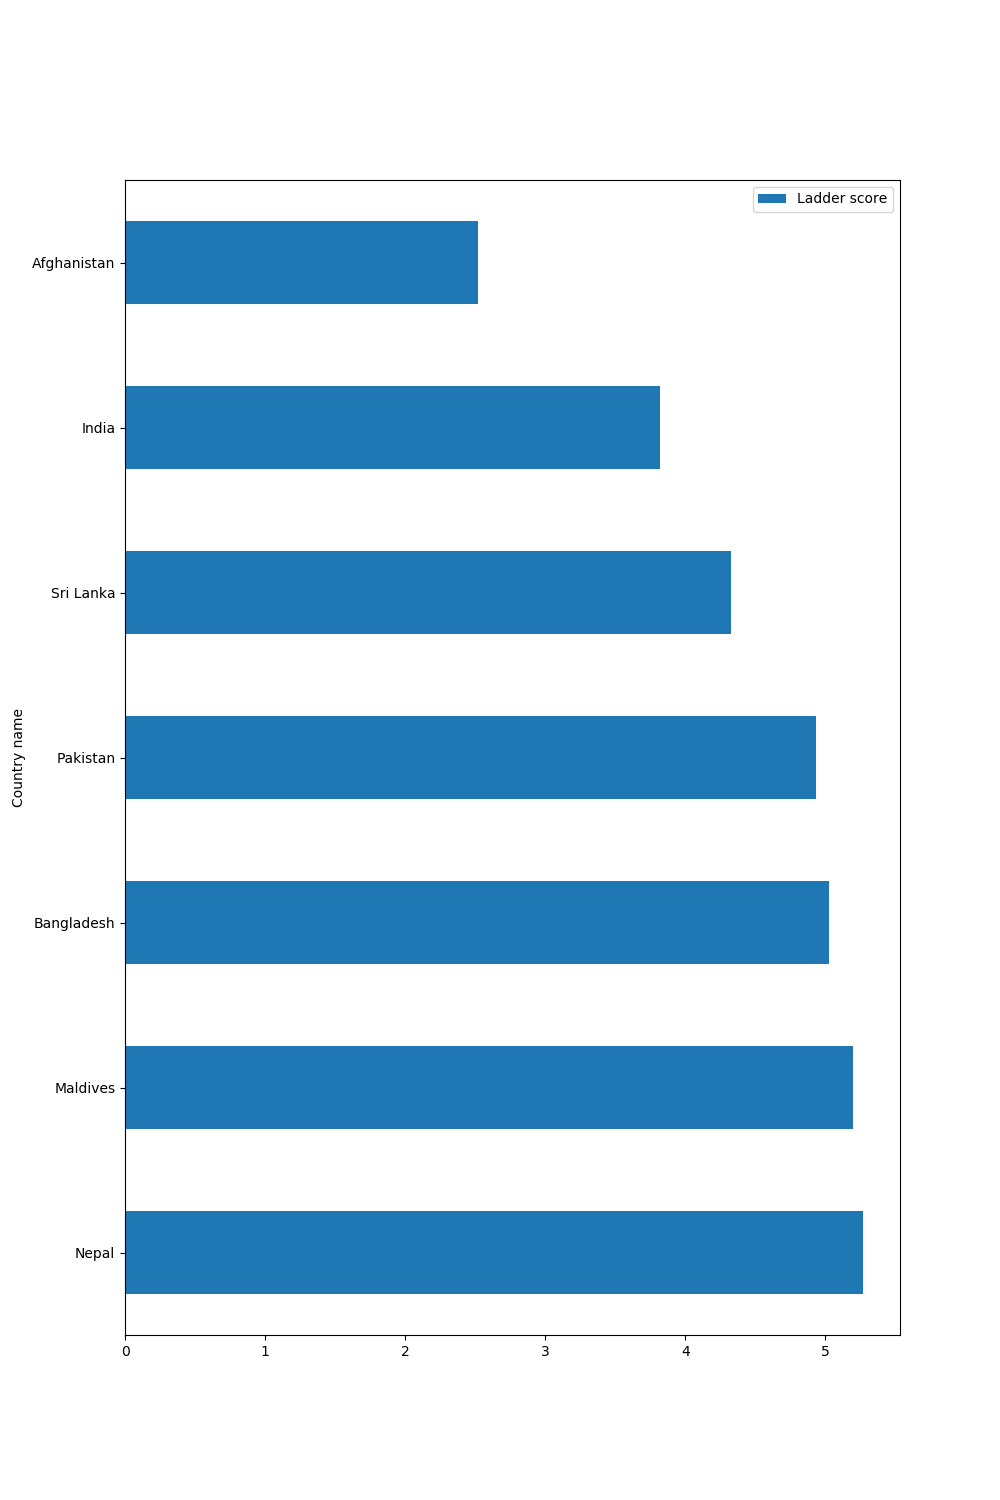 Ladder score
Afghanistan
India
Sri Lanka
Pakistan
Bangladesh
Maldives
Nepal
Country name
0 1 2 3 4 5